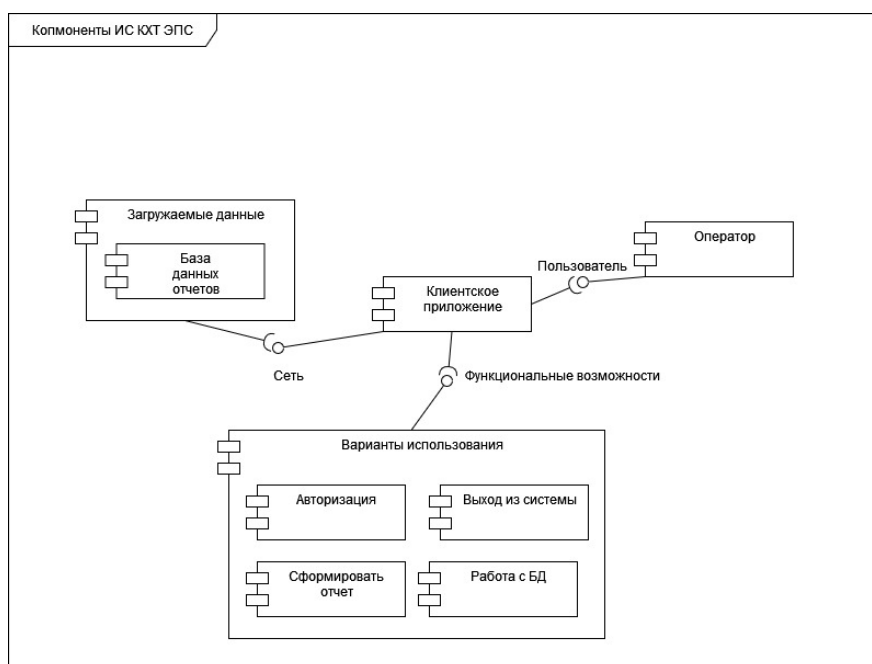 Копмоненты ИС КХТ ЭПС
Загружаемые данные
База
данных
отчетов
Оператор
Пользователь
Клиентское
приложение
Сеть
Функциональные возможности
Варианты использования
Авторизация
Выход из системы
Сформировать
отчет
Работа с БД